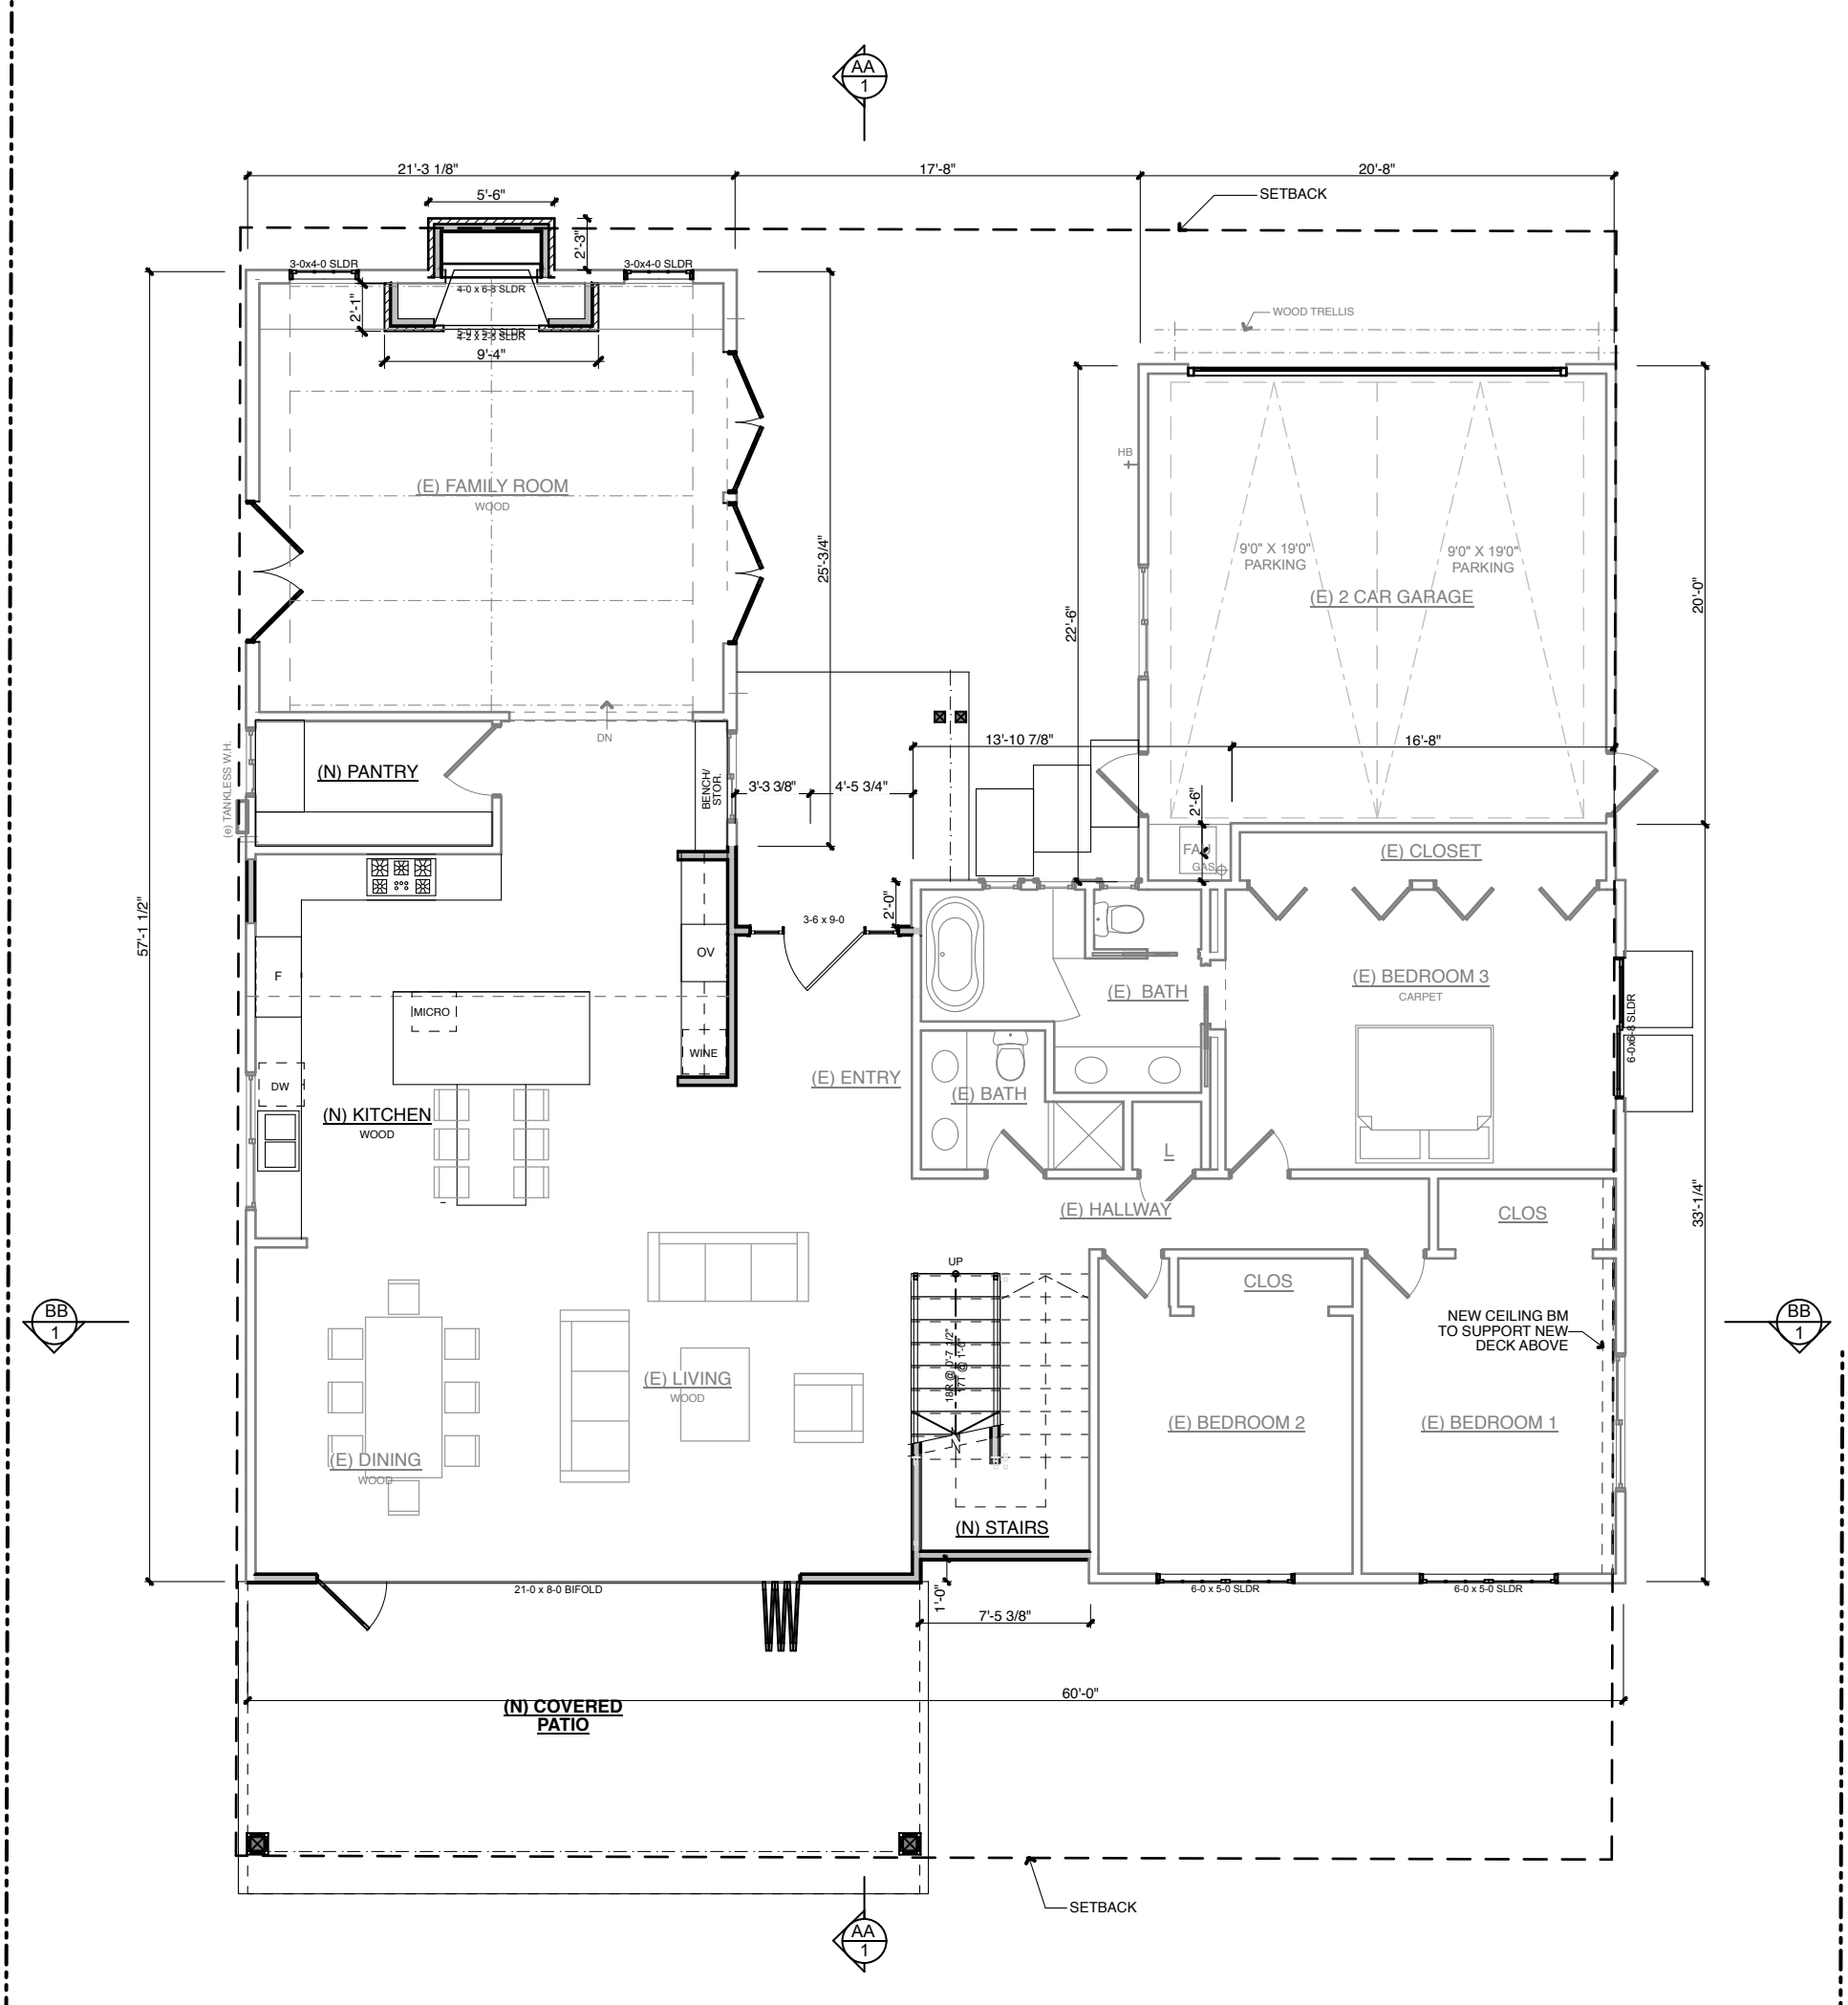 AA
1
21'-3 1/8"
17'-8"
20'-8"
5'-6"
SETBACK
2'-3"
3-0x4-0 SLDR
3-0x4-0 SLDR
4-0 x 6-8 SLDR
2'-1"
WOOD TRELLIS
4-2 x 2-8 SLDR
9'-4"
HB
(E) FAMILY ROOM
WOOD
25'-3/4"
9'0" X 19'0"
PARKING
9'0" X 19'0"
PARKING
(E) 2 CAR GARAGE
20'-0"
22'-6"
DN
13'-10 7/8"
16'-8"
(e) TANKLESS W.H.
(N) PANTRY
BENCH/
STOR.
3'-3 3/8"
4'-5 3/4"
2'-6"
GAS
(E) CLOSET
57'-1 1/2"
2'-0"
3-6 x 9-0
F
OV
MICRO
(E) BATH
(E) BEDROOM 3
CARPET
6-0x6-8 SLDR
WINE
DW
(E) ENTRY
(E) BATH
(N) KITCHEN
WOOD
L
(E) HALLWAY
CLOS
33'-1/4"
UP
CLOS
BB
1
NEW CEILING BM
TO SUPPORT NEW
DECK ABOVE
BB
1
18R @ 0'-7 1/2"
17T @ 1'-0"
(E) LIVING
WOOD
(E) BEDROOM 2
(E) BEDROOM 1
(E) DINING
WOOD
(N) STAIRS
21-0 x 8-0 BIFOLD
6-0 x 5-0 SLDR
6-0 x 5-0 SLDR
1'-0"
7'-5 3/8"
60'-0"
(N) COVERED
PATIO
SETBACK
AA
1